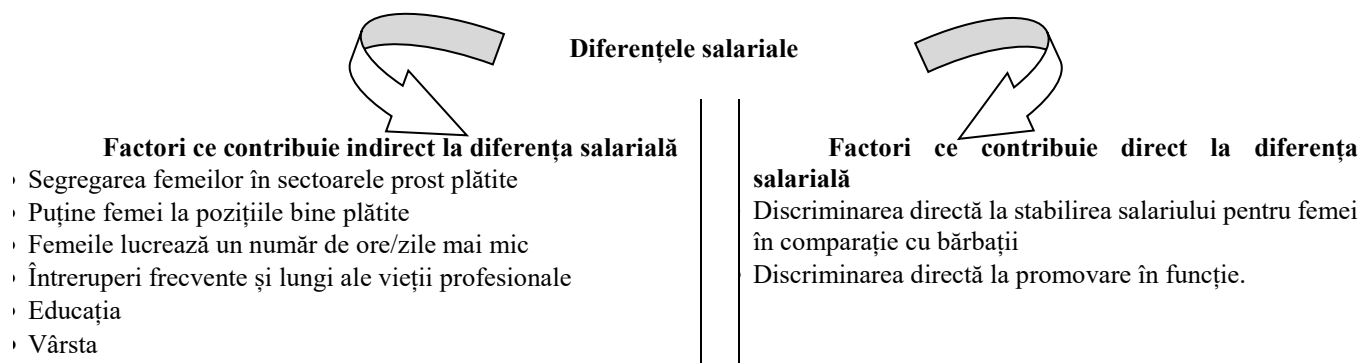 Diferențele salariale
Factori ce contribuie indirect la diferența salarială
Segregarea femeilor în sectoarele prost plătite
Puține femei la pozițiile bine plătite
Femeile lucrează un număr de ore/zile mai mic
Întreruperi frecvente și lungi ale vieții profesionale
Educația
Vârsta
Factori ce contribuie direct la diferența
salarială
Discriminarea directă la stabilirea salariului pentru femei
în comparație cu bărbații
Discriminarea directă la promovare în funcție.